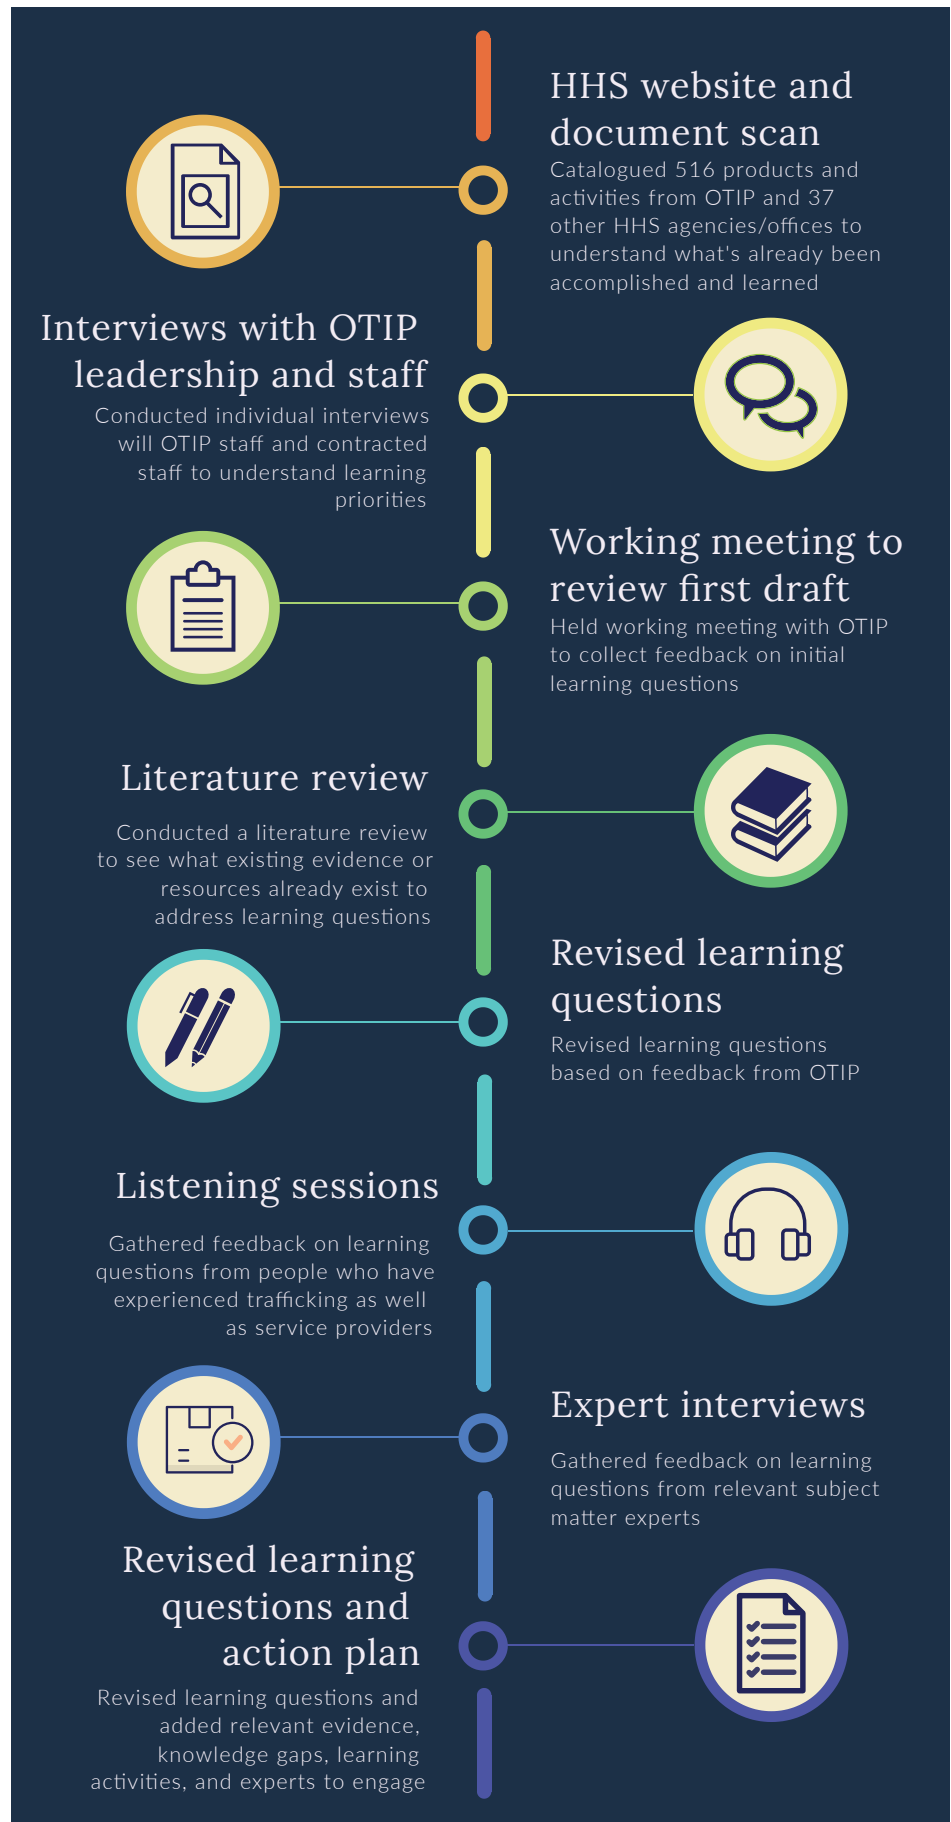 HHS website and
document scan
Catalogued 516 products and
activities from OTIP and 37
other HHS agencies/offices to
understand what's already been
accomplished and learned
Interviews with OTIP
leadership and staff
Conducted individual interviews
will OTIP staff and contracted
staff to understand learning
priorities
Working meeting to
review first draft
Held working meeting with OTIP
to collect feedback on initial
learning questions
Literature review
Conducted a literature review
to see what existing evidence or
resources already exist to
address learning questions
Revised learning
questions
Revised learning questions
based on feedback from OTIP
Listening sessions
Gathered feedback on learning
questions from people who have
experienced trafficking as well
as service providers
Expert interviews
Gathered feedback on learning
questions from relevant subject
matter experts
Revised learning
questions and
action plan
Revised learning questions and
added relevant evidence,
knowledge gaps, learning
activities, and experts to engage